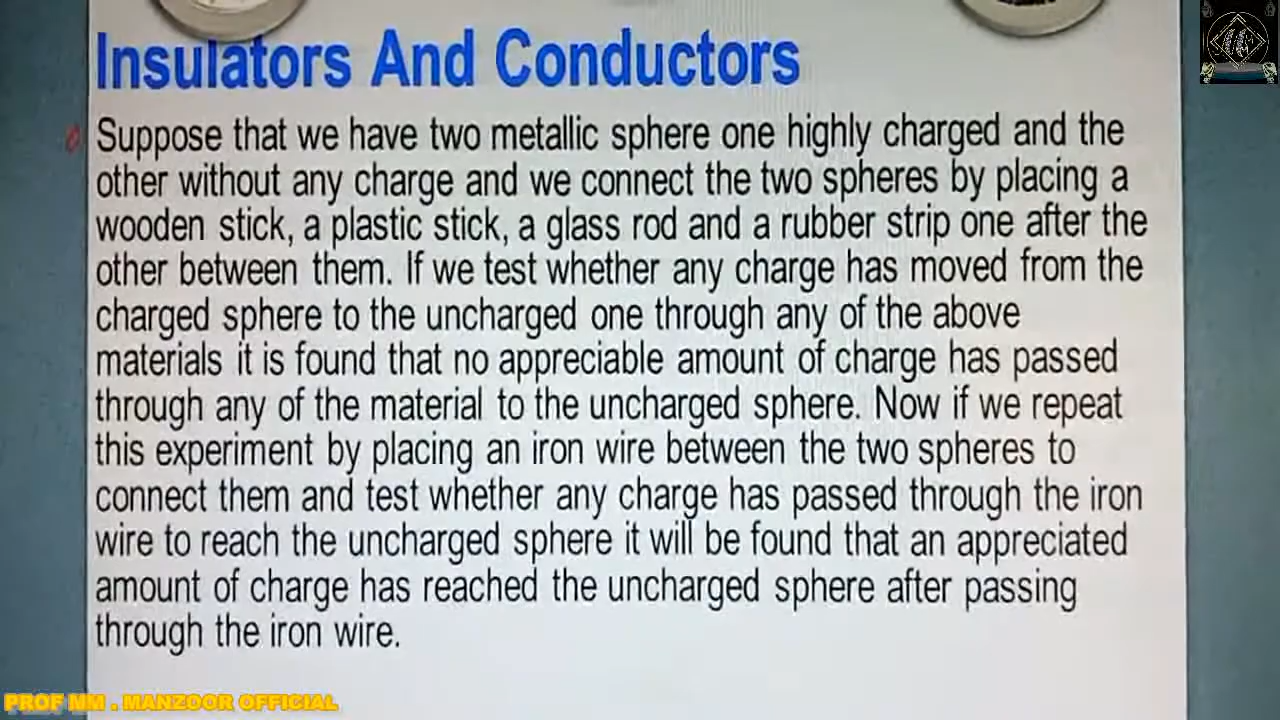 Insulators And Conductors
Suppose that we have two metallic sphere one highly charged and the
other without any charge and we connect the two spheres by placing a
wooden stick, a plastic stick, a glass rod and a rubber strip one after the
other between them. If we test whether any charge has moved from the
charged sphere to the uncharged one through any of the above
materials it is found that no appreciable amount of charge has passed
through any of the material to the uncharged sphere. Now if we repeat
this experiment by placing an iron wire between the two spheres to
connect them and test whether any charge has passed through the iron
wire to reach the uncharged sphere it will be found that an appreciated
amount of charge has reached the uncharged sphere after passing
through the iron wire.
PROF MM . MANZOOR OFFICIAL